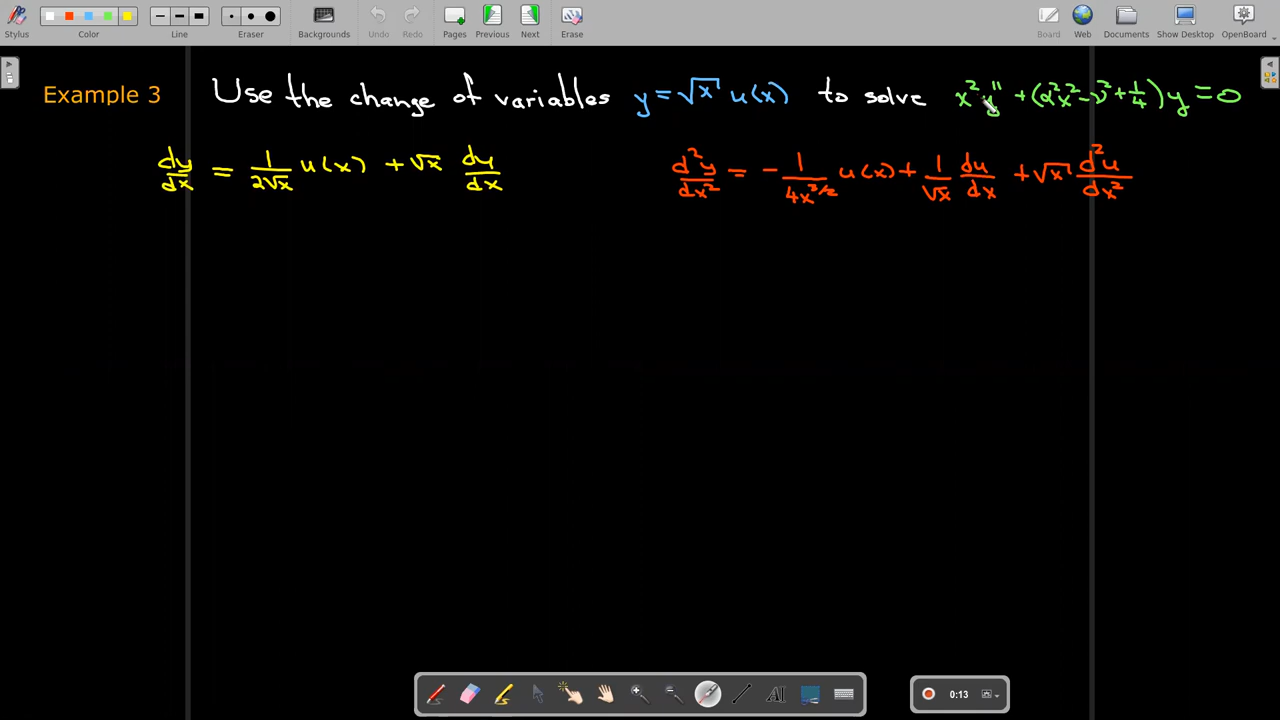 Stylus Color Line Eraser Backgrounds Undo Redo Pages Previous Next Erase Board Web Documents Show Desktop OpenBoard
Example 3 Use the change of variables y = √x u(x) to solve x² y'' + (α²x² - ν² + 1/4) y = 0
dy/dx = 1/(2√x) u(x) + √x du/dx d²y/dx² = - 1/(4x^(3/2)) u(x) + 1/√x du/dx + √x d²u/dx²
0:13